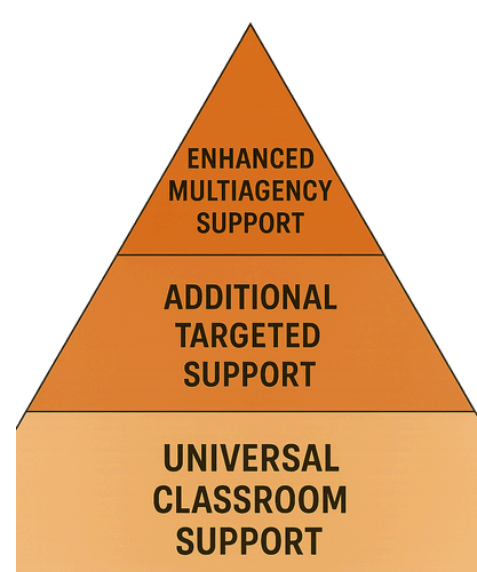 ENHANCED
MULTIAGENCY
SUPPORT
ADDITIONAL
TARGETED
SUPPORT
UNIVERSAL
CLASSROOM
SUPPORT